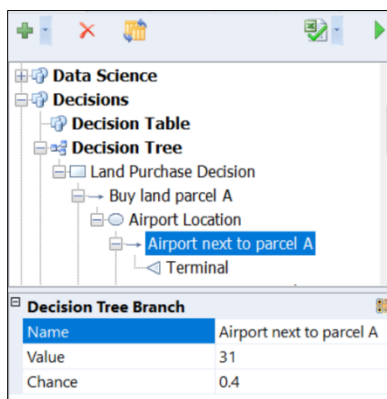 Data Science
Decisions
Decision Table
Decision Tree
Land Purchase Decision
Buy land parcel A
Airport Location
Airport next to parcel A
Terminal
Decision Tree Branch
Name Airport next to parcel A
Value 31
Chance 0.4